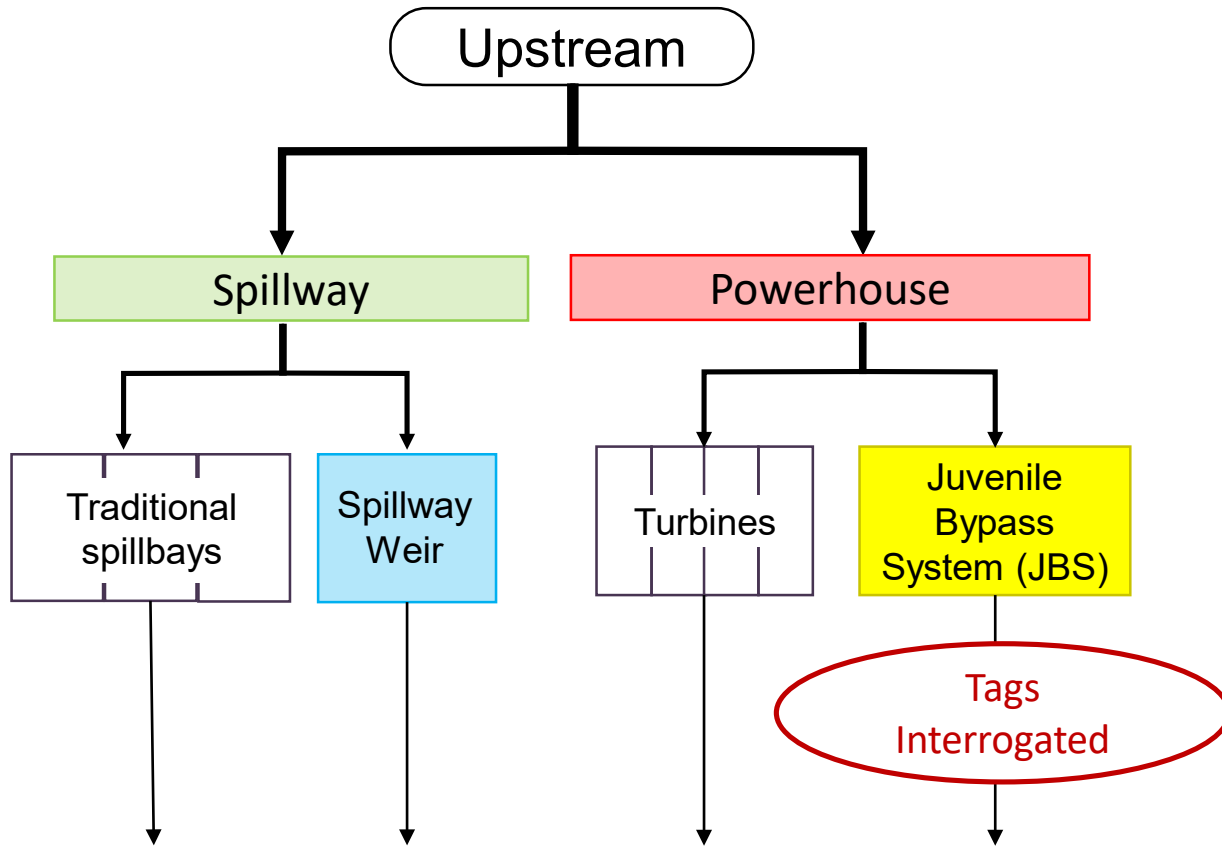 Upstream
Spillway
Powerhouse
Traditional
spillbays
Spillway
Weir
Turbines
Juvenile
Bypass
System (JBS)
Tags
Interrogated